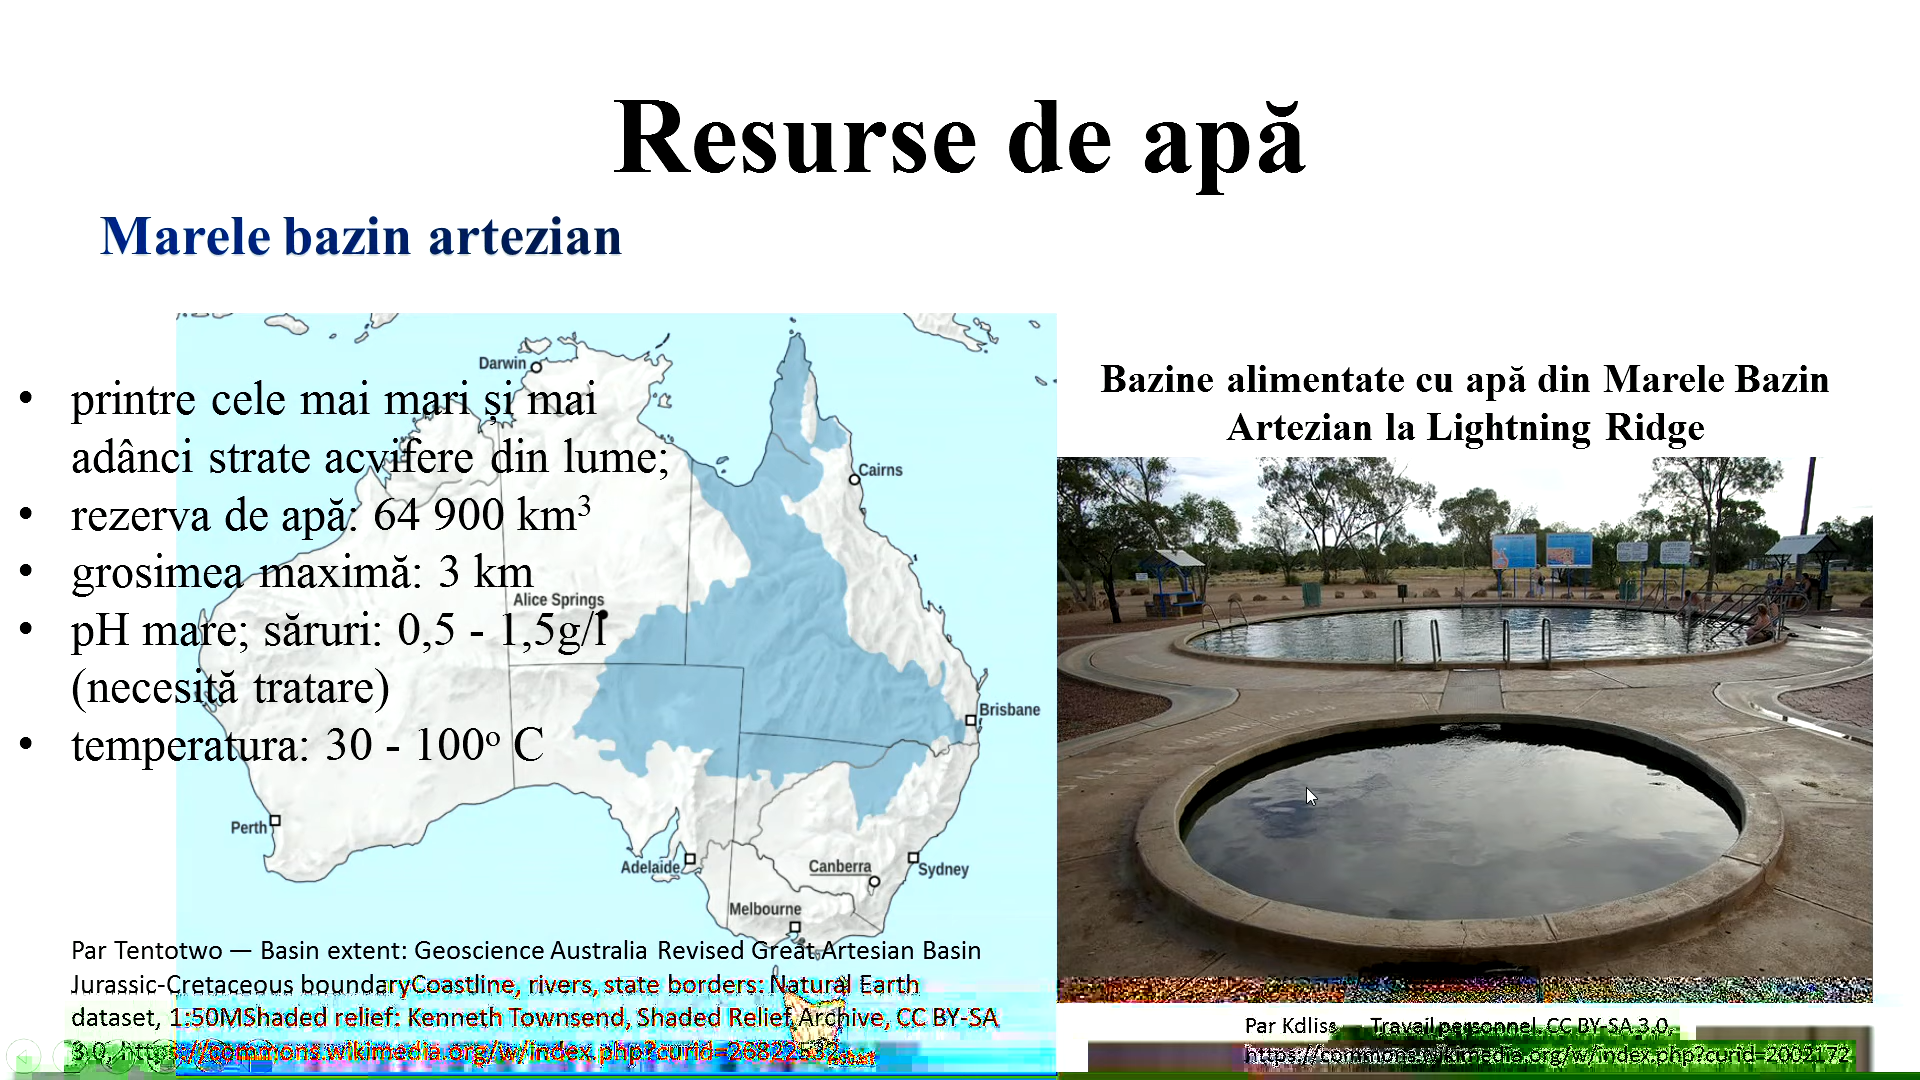 Resurse de apă
Marele bazin artezian
• printre cele mai mari și mai
adânci strate acvifere din lume;
• rezerva de apă: 64 900 km³
• grosimea maximă: 3 km
• pH mare; săruri: 0,5 - 1,5g/l
(necesită tratare)
• temperatura: 30 - 100º C
Darwin
Cairns
Alice Springs
Brisbane
Perth
Adelaide
Canberra
Sydney
Melbourne
Par Tentotwo — Basin extent: Geoscience Australia Revised Great Artesian Basin
Jurassic-Cretaceous boundaryCoastline, rivers, state borders: Natural Earth
dataset, 1:50MShaded relief: Kenneth Townsend, Shaded Relief Archive, CC BY-SA
3.0, https://commons.wikimedia.org/w/index.php?curid=26822532
Bazine alimentate cu apă din Marele Bazin
Artezian la Lightning Ridge
Par Kdliss — Travail personnel, CC BY-SA 3.0,
https://commons.wikimedia.org/w/index.php?curid=2002172